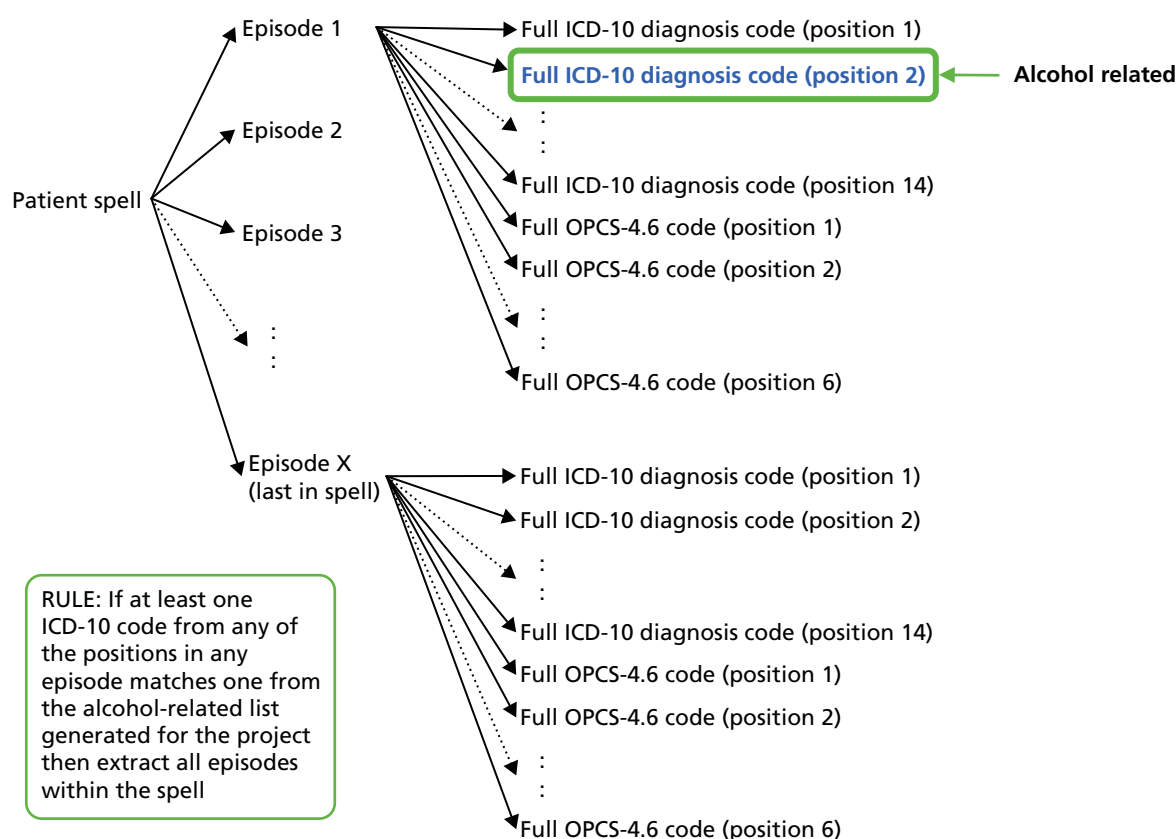 Episode 1
Full ICD-10 diagnosis code (position 1)
Full ICD-10 diagnosis code (position 2)
Alcohol related
:
:
Episode 2
Full ICD-10 diagnosis code (position 14)
Patient spell
Full OPCS-4.6 code (position 1)
Episode 3
Full OPCS-4.6 code (position 2)
:
:
:
:
Full OPCS-4.6 code (position 6)
Episode X
(last in spell)
Full ICD-10 diagnosis code (position 1)
Full ICD-10 diagnosis code (position 2)
:
:
Full ICD-10 diagnosis code (position 14)
Full OPCS-4.6 code (position 1)
Full OPCS-4.6 code (position 2)
:
:
Full OPCS-4.6 code (position 6)
RULE: If at least one
ICD-10 code from any of
the positions in any
episode matches one from
the alcohol-related list
generated for the project
then extract all episodes
within the spell